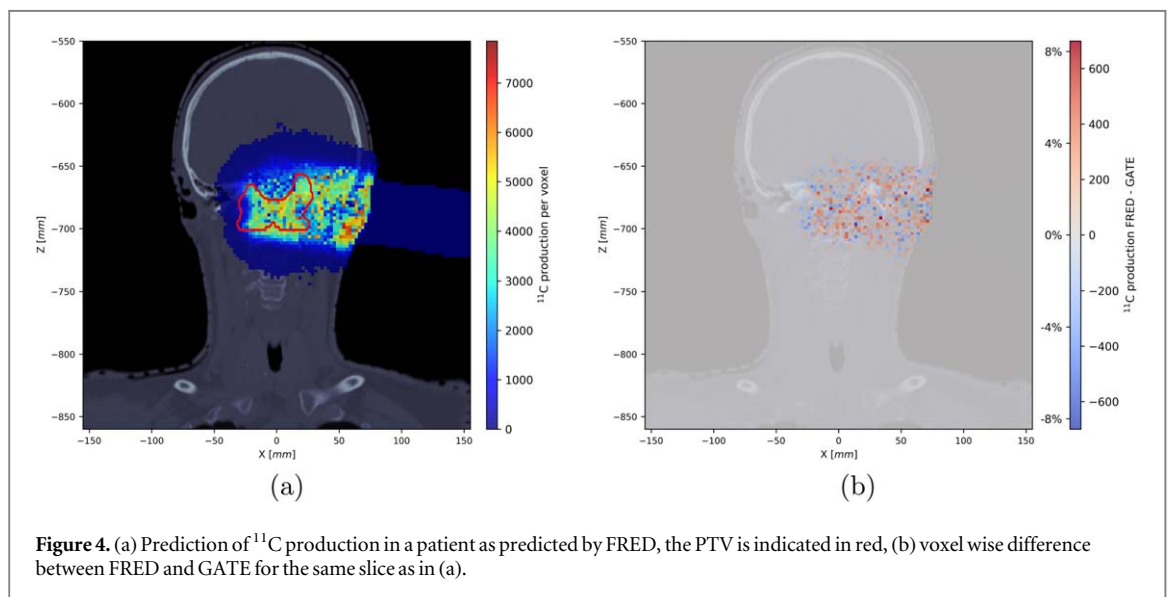 −550
−600
−650
−700
−750
−800
−850
Z [mm]
−150 −100 −50 0 50 100 150
X [mm]
7000
6000
5000
4000
3000
2000
1000
0
¹¹C production per voxel
(a)
−550
−600
−650
−700
−750
−800
−850
Z [mm]
−150 −100 −50 0 50 100 150
X [mm]
8%
4%
0%
-4%
-8%
600
400
200
0
−200
−400
−600
¹¹C production FRED - GATE
(b)
Figure 4. (a) Prediction of ¹¹C production in a patient as predicted by FRED, the PTV is indicated in red, (b) voxel wise difference
between FRED and GATE for the same slice as in (a).